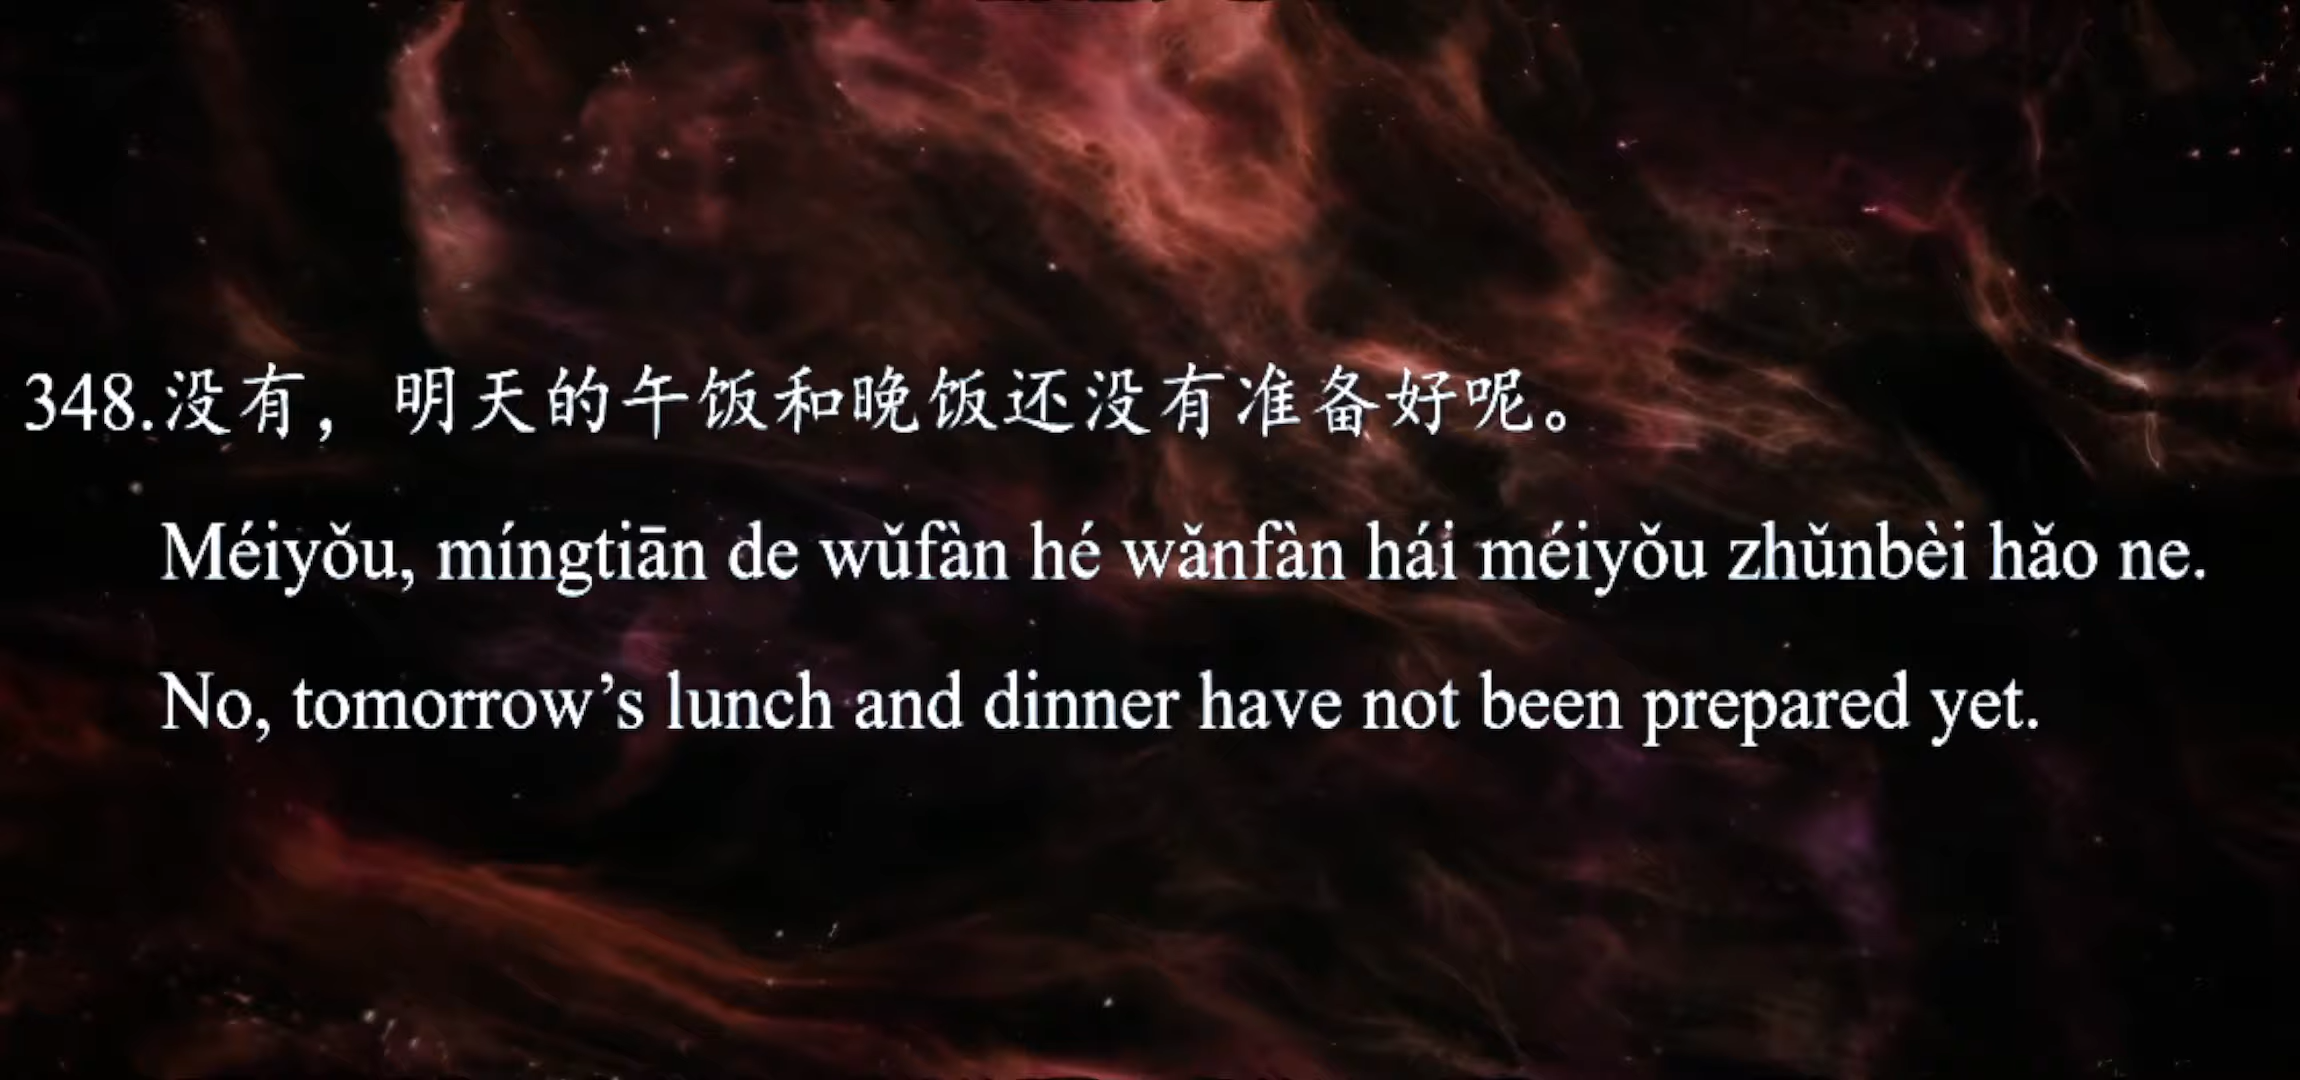 348.没有，明天的午饭和晚饭还没有准备好呢。
Méiyǒu, míngtiān de wǔfàn hé wǎnfàn hái méiyǒu zhǔnbèi hǎo ne.
No, tomorrow’s lunch and dinner have not been prepared yet.